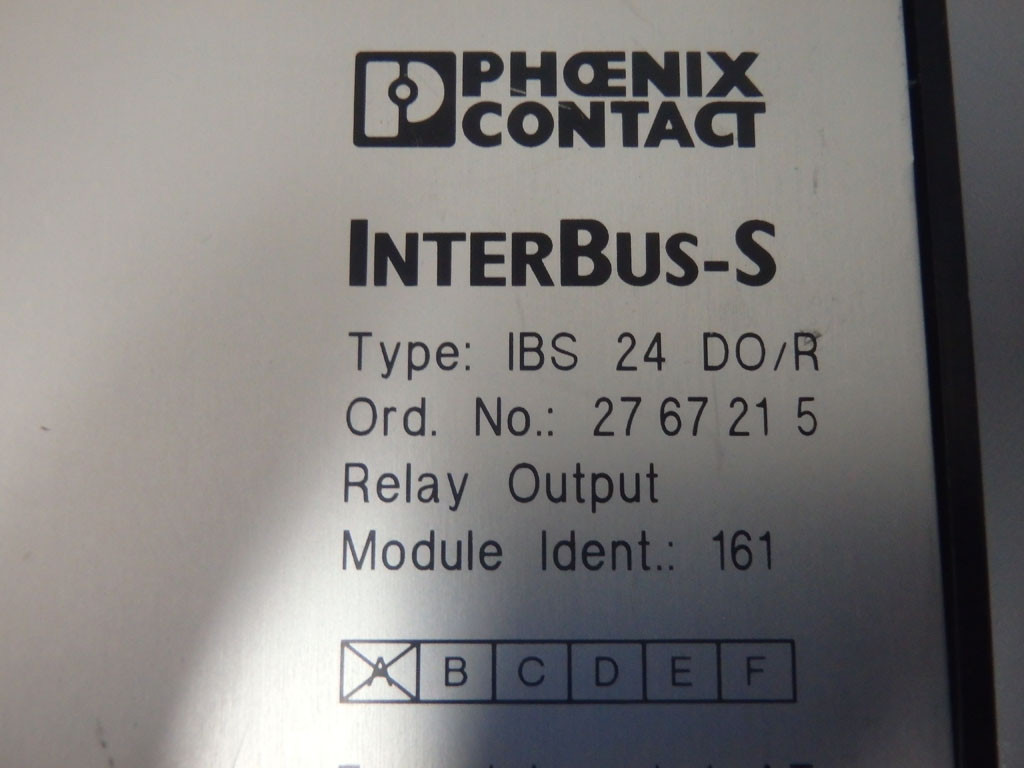 PHŒNIX
CONTACT
INTERBUS-S
Type: IBS 24 DO/R
Ord. No.: 27 67 21 5
Relay Output
Module Ident.: 161
A B C D E F